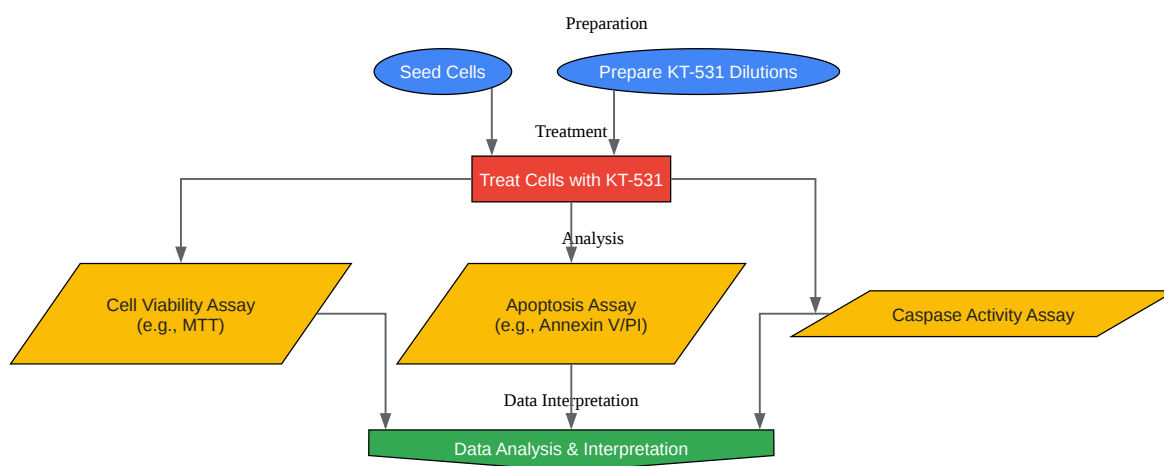 Preparation
Seed Cells
Prepare KT-531 Dilutions
Treatment
Treat Cells with KT-531
Analysis
Cell Viability Assay
(e.g., MTT)
Apoptosis Assay
(e.g., Annexin V/PI)
Caspase Activity Assay
Data Interpretation
Data Analysis & Interpretation